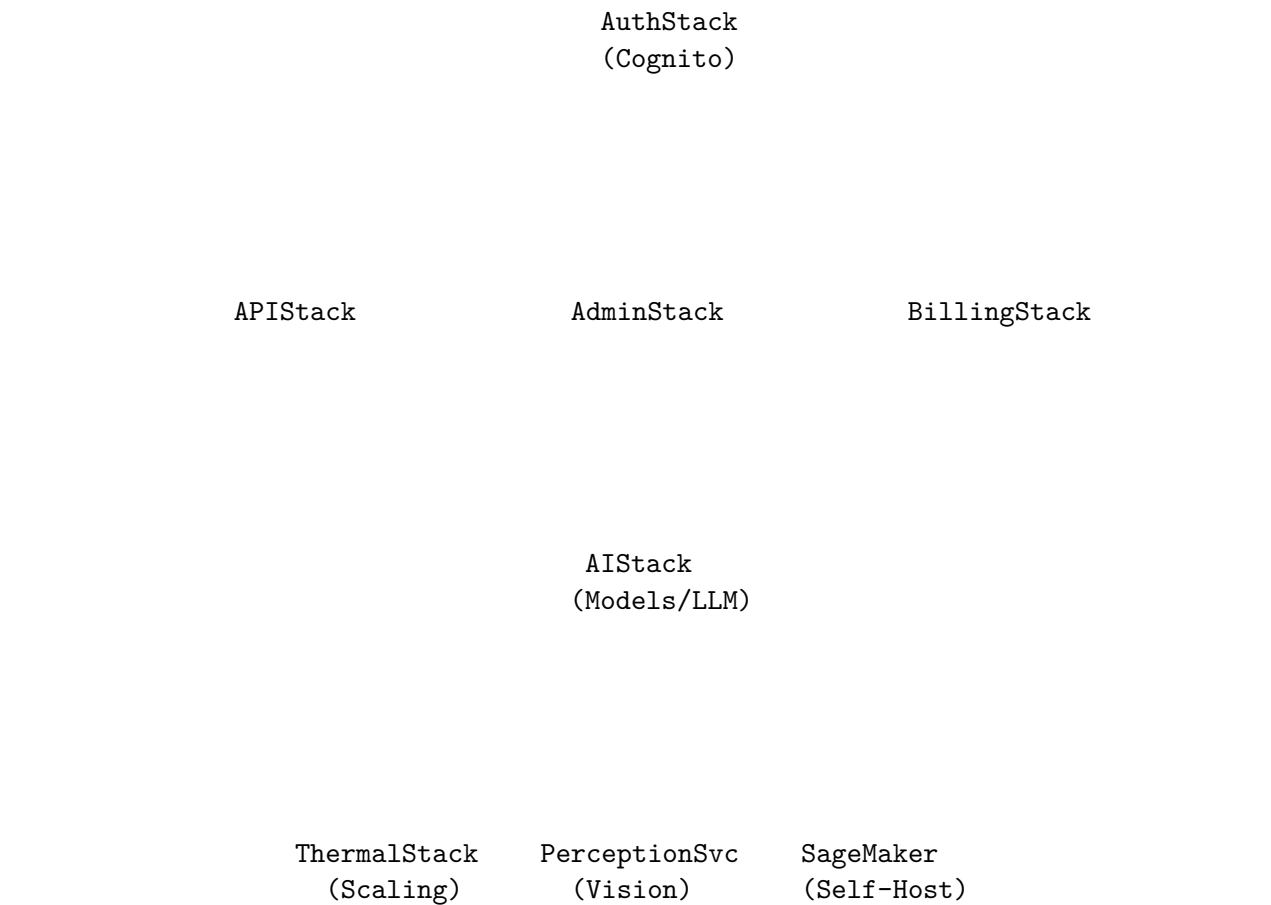 AuthStack
(Cognito)
APIStack AdminStack BillingStack
AIStack
(Models/LLM)
ThermalStack PerceptionSvc SageMaker
(Scaling) (Vision) (Self-Host)